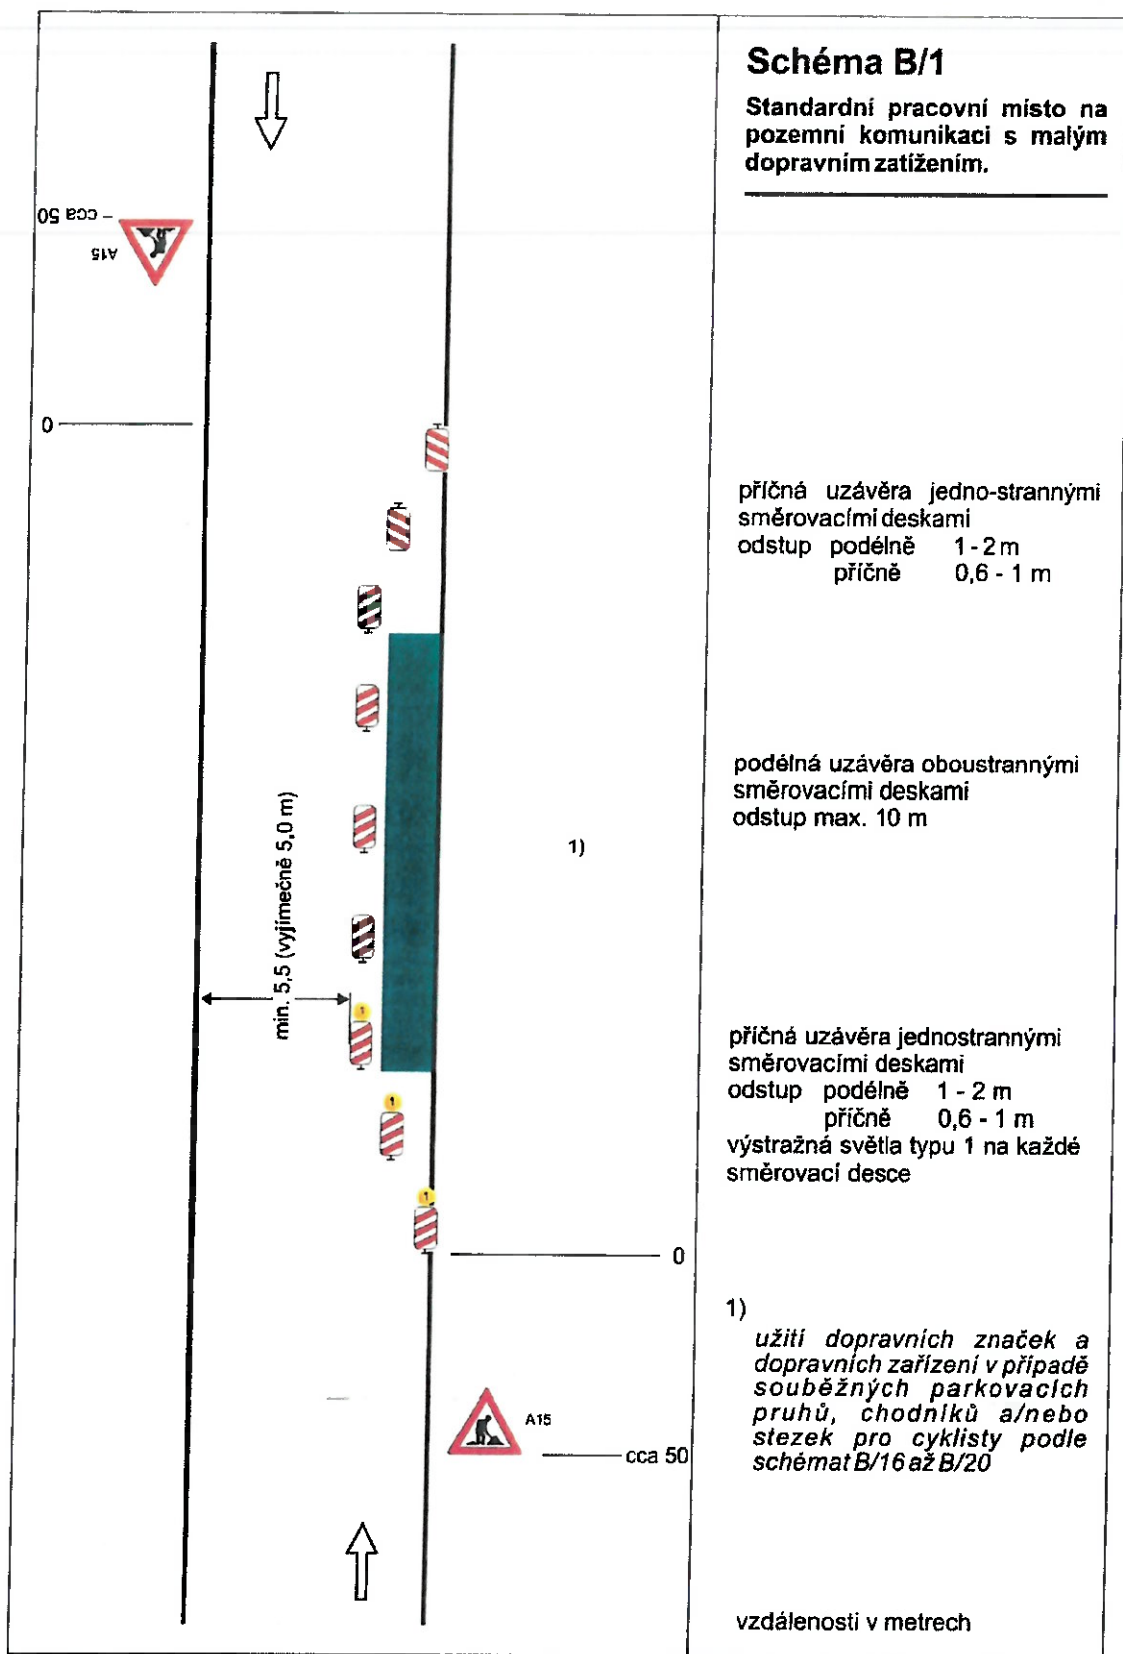 Schéma B/1
Standardní pracovní místo na
pozemní komunikaci s malým
dopravním zatížením.
cca 50
A15
0
příčná uzávěra jedno-strannými
směrovacími deskami
odstup podélně 1 - 2 m
příčně 0,6 - 1 m
podélná uzávěra oboustrannými
směrovacími deskami
odstup max. 10 m
min. 5,5 (vyjímečně 5,0 m)
1)
1
příčná uzávěra jednostrannými
směrovacími deskami
odstup podélně 1 - 2 m
příčně 0,6 - 1 m
výstražná světla typu 1 na každé
směrovací desce
1
1
0
1)
užití dopravních značek a
dopravních zařízení v případě
souběžných parkovacích
pruhů, chodníků a/nebo
stezek pro cyklisty podle
schémat B/16 až B/20
A15
cca 50
vzdálenosti v metrech